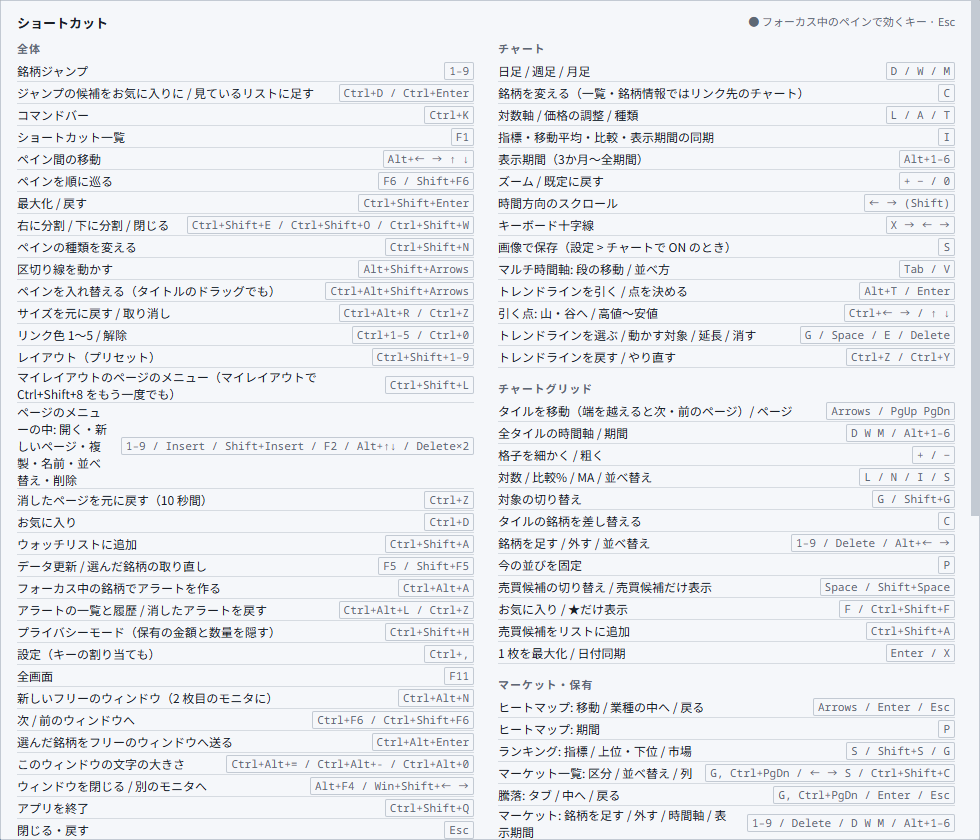 ショートカット
● フォーカス中のペインで効くキー · Esc
全体
銘柄ジャンプ 1-9
ジャンプの候補をお気に入りに / 見ているリストに足す Ctrl+D / Ctrl+Enter
コマンドバー Ctrl+K
ショートカット一覧 F1
ペイン間の移動 Alt+← → ↑ ↓
ペインを順に巡る F6 / Shift+F6
最大化 / 戻す Ctrl+Shift+Enter
右に分割 / 下に分割 / 閉じる Ctrl+Shift+E / Ctrl+Shift+O / Ctrl+Shift+W
ペインの種類を変える Ctrl+Shift+N
区切り線を動かす Alt+Shift+Arrows
ペインを入れ替える（タイトルのドラッグでも） Ctrl+Alt+Shift+Arrows
サイズを元に戻す / 取り消し Ctrl+Alt+R / Ctrl+Z
リンク色 1〜5 / 解除 Ctrl+1-5 / Ctrl+0
レイアウト（プリセット） Ctrl+Shift+1-9
マイレイアウトのページのメニュー（マイレイアウトで
Ctrl+Shift+8 をもう一度でも） Ctrl+Shift+L
ページのメニュ
ーの中: 開く・新
しいページ・複 1-9 / Insert / Shift+Insert / F2 / Alt+↑↓ / Delete×2
製・名前・並べ
替え・削除
消したページを元に戻す（10 秒間） Ctrl+Z
お気に入り Ctrl+D
ウォッチリストに追加 Ctrl+Shift+A
データ更新 / 選んだ銘柄の取り直し F5 / Shift+F5
フォーカス中の銘柄でアラートを作る Ctrl+Alt+A
アラートの一覧と履歴 / 消したアラートを戻す Ctrl+Alt+L / Ctrl+Z
プライバシーモード（保有の金額と数量を隠す） Ctrl+Shift+H
設定（キーの割り当ても） Ctrl+,
全画面 F11
新しいフリーのウィンドウ（2 枚目のモニタに） Ctrl+Alt+N
次 / 前のウィンドウへ Ctrl+F6 / Ctrl+Shift+F6
選んだ銘柄をフリーのウィンドウへ送る Ctrl+Alt+Enter
このウィンドウの文字の大きさ Ctrl+Alt+= / Ctrl+Alt+- / Ctrl+Alt+0
ウィンドウを閉じる / 別のモニタへ Alt+F4 / Win+Shift+← →
アプリを終了 Ctrl+Shift+Q
閉じる・戻す Esc
チャート
日足 / 週足 / 月足 D / W / M
銘柄を変える（一覧・銘柄情報ではリンク先のチャート） C
対数軸 / 価格の調整 / 種類 L / A / T
指標・移動平均・比較・表示期間の同期 I
表示期間（3か月〜全期間） Alt+1-6
ズーム / 既定に戻す + − / 0
時間方向のスクロール ← → (Shift)
キーボード十字線 X → ← →
画像で保存（設定 > チャートで ON のとき） S
マルチ時間軸: 段の移動 / 並べ方 Tab / V
トレンドラインを引く / 点を決める Alt+T / Enter
引く点: 山・谷へ / 高値〜安値 Ctrl+← → / ↑ ↓
トレンドラインを選ぶ / 動かす対象 / 延長 / 消す G / Space / E / Delete
トレンドラインを戻す / やり直す Ctrl+Z / Ctrl+Y
チャートグリッド
タイルを移動（端を越えると次・前のページ）/ ページ Arrows / PgUp PgDn
全タイルの時間軸 / 期間 D W M / Alt+1-6
格子を細かく / 粗く + / −
対数 / 比較% / MA / 並べ替え L / N / I / S
対象の切り替え G / Shift+G
タイルの銘柄を差し替える C
銘柄を足す / 外す / 並べ替え 1-9 / Delete / Alt+← →
今の並びを固定 P
売買候補の切り替え / 売買候補だけ表示 Space / Shift+Space
お気に入り / ★だけ表示 F / Ctrl+Shift+F
売買候補をリストに追加 Ctrl+Shift+A
1 枚を最大化 / 日付同期 Enter / X
マーケット・保有
ヒートマップ: 移動 / 業種の中へ / 戻る Arrows / Enter / Esc
ヒートマップ: 期間 P
ランキング: 指標 / 上位・下位 / 市場 S / Shift+S / G
マーケット一覧: 区分 / 並べ替え / 列 G, Ctrl+PgDn / ← → S / Ctrl+Shift+C
騰落: タブ / 中へ / 戻る G, Ctrl+PgDn / Enter / Esc
マーケット: 銘柄を足す / 外す / 時間軸 / 表
示期間 1-9 / Delete / D W M / Alt+1-6